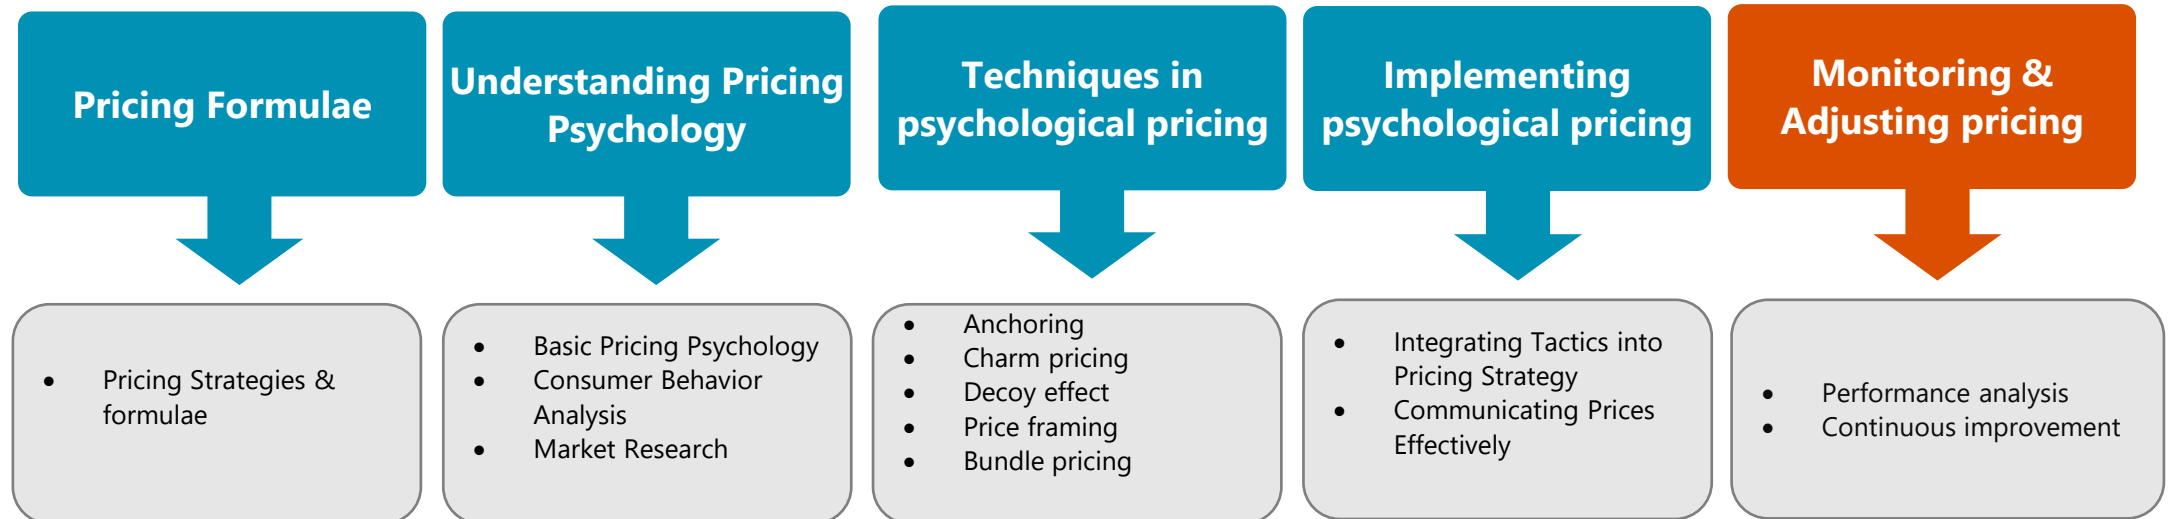 Pricing Formulae
• Pricing Strategies &
formulae
Understanding Pricing
Psychology
• Basic Pricing Psychology
• Consumer Behavior
Analysis
• Market Research
Techniques in
psychological pricing
• Anchoring
• Charm pricing
• Decoy effect
• Price framing
• Bundle pricing
Implementing
psychological pricing
• Integrating Tactics into
Pricing Strategy
• Communicating Prices
Effectively
Monitoring &
Adjusting pricing
• Performance analysis
• Continuous improvement